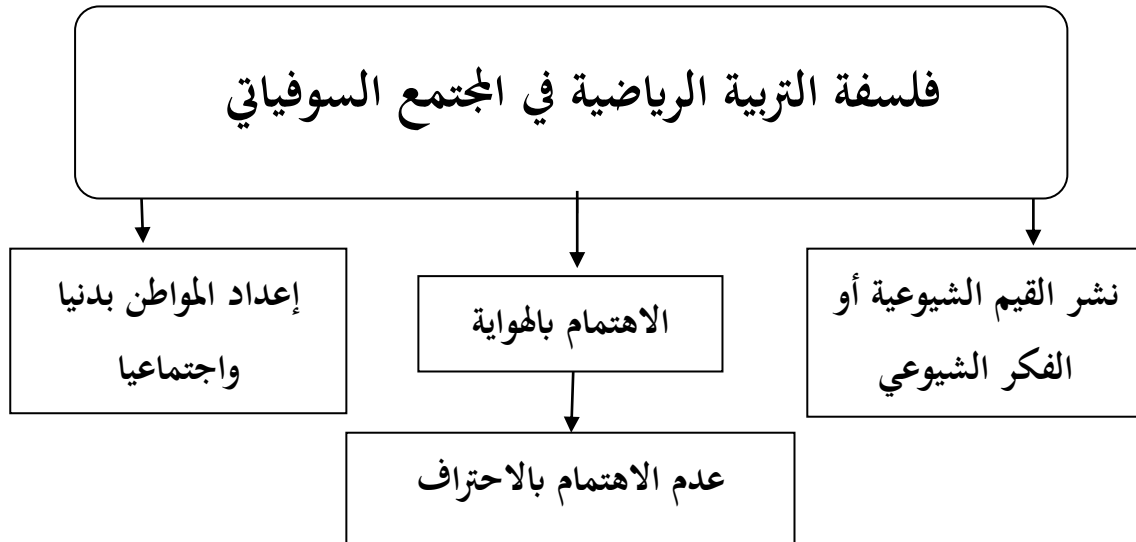 فلسفة التربية الرياضية في المجتمع السوفياتي
نشر القيم الشيوعية أو
الفكر الشيوعي
الاهتمام بالهواية
إعداد المواطن بدنيا
واجتماعيا
عدم الاهتمام بالاحتراف